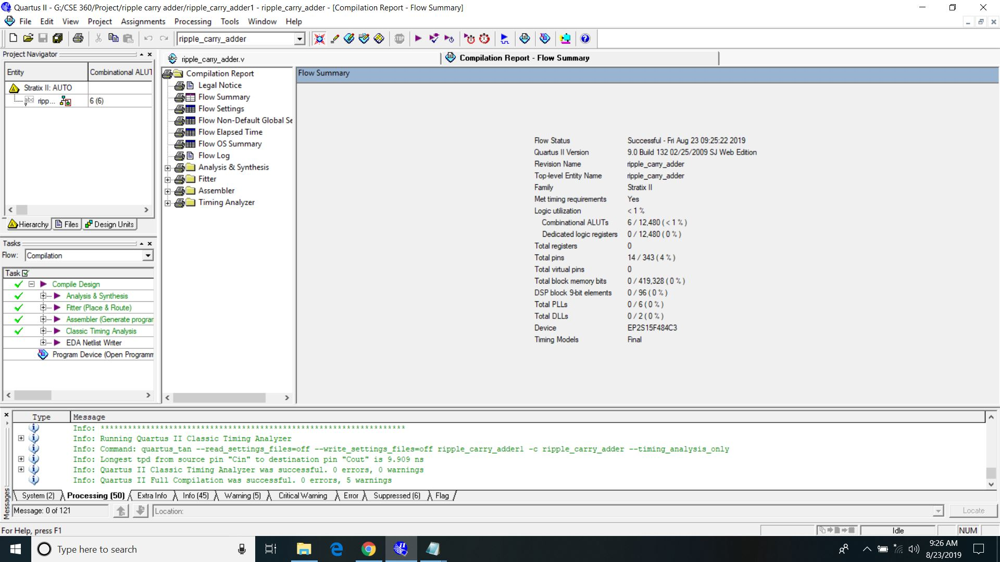 Quartus II - G:/CSE 360/Project/ripple carry adder/ripple_carry_adder1 - ripple_carry_adder - [Compilation Report - Flow Summary]
File Edit View Project Assignments Processing Tools Window Help
ripple_carry_adder
STOP
Project Navigator
Entity Combinational ALUT
Stratix II: AUTO
abc ripp... 6 (6)
Hierarchy Files Design Units
Tasks
Flow: Compilation
Task
Compile Design
Analysis & Synthesis
Fitter (Place & Route)
Assembler (Generate program
Classic Timing Analysis
EDA Netlist Writer
Program Device (Open Programm
abc ripple_carry_adder.v
Compilation Report - Flow Summary
Compilation Report
Legal Notice
Flow Summary
Flow Settings
Flow Non-Default Global Se
Flow Elapsed Time
Flow OS Summary
Flow Log
Analysis & Synthesis
Fitter
Assembler
Timing Analyzer
Flow Summary
Flow Status Successful - Fri Aug 23 09:25:22 2019
Quartus II Version 9.0 Build 132 02/25/2009 SJ Web Edition
Revision Name ripple_carry_adder
Top-level Entity Name ripple_carry_adder
Family Stratix II
Met timing requirements Yes
Logic utilization < 1 %
Combinational ALUTs 6 / 12,480 ( < 1 % )
Dedicated logic registers 0 / 12,480 ( 0 % )
Total registers 0
Total pins 14 / 343 ( 4 % )
Total virtual pins 0
Total block memory bits 0 / 419,328 ( 0 % )
DSP block 9-bit elements 0 / 96 ( 0 % )
Total PLLs 0 / 6 ( 0 % )
Total DLLs 0 / 2 ( 0 % )
Device EP2S15F484C3
Timing Models Final
Type Message
Info: *******************************************************************
Info: Running Quartus II Classic Timing Analyzer
Info: Command: quartus_tan --read_settings_files=off --write_settings_files=off ripple_carry_adder1 -c ripple_carry_adder --timing_analysis_only
Info: Longest tpd from source pin "Cin" to destination pin "Cout" is 9.909 ns
Info: Quartus II Classic Timing Analyzer was successful. 0 errors, 0 warnings
Info: Quartus II Full Compilation was successful. 0 errors, 5 warnings
System (2) Processing (50) Extra Info Info (45) Warning (5) Critical Warning Error Suppressed (6) Flag
Messages
Message: 0 of 121 Location: Locate
For Help, press F1 Idle NUM
Type here to search
9:26 AM
8/23/2019